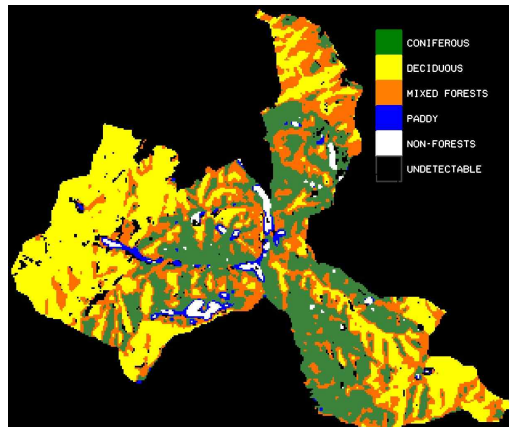 CONIFEROUS
DECIDUOUS
MIXED FORESTS
PADDY
NON-FORESTS
UNDETECTABLE